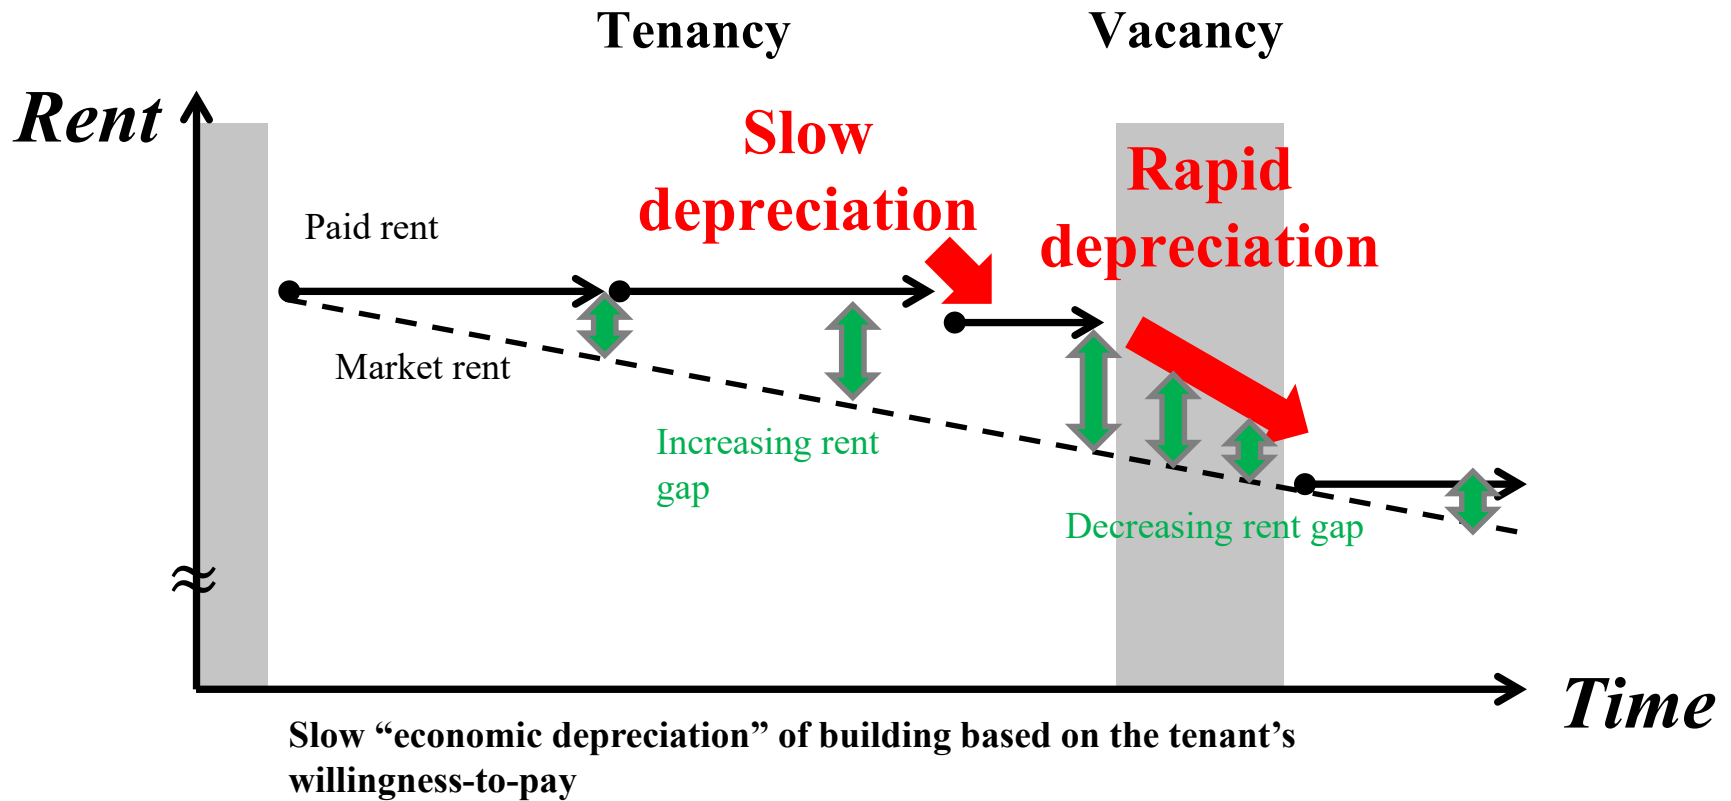 Tenancy
Vacancy
Rent
Slow
depreciation
Rapid
depreciation
Paid rent
Market rent
Increasing rent
gap
Decreasing rent gap
≈
Time
Slow “economic depreciation” of building based on the tenant’s
willingness-to-pay